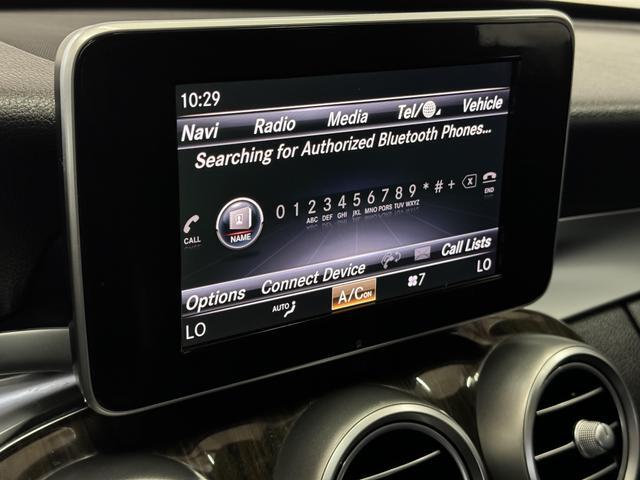 10:29
Navi Radio Media Tel/ Vehicle
Searching for Authorized Bluetooth Phones...
0 1 2 3 4 5 6 7 8 9 * # +
ABC DEF GHI JKL MNO PQRS TUV WXYZ
CALL NAME END
Options Connect Device Call Lists
LO AUTO A/C ON 7 LO